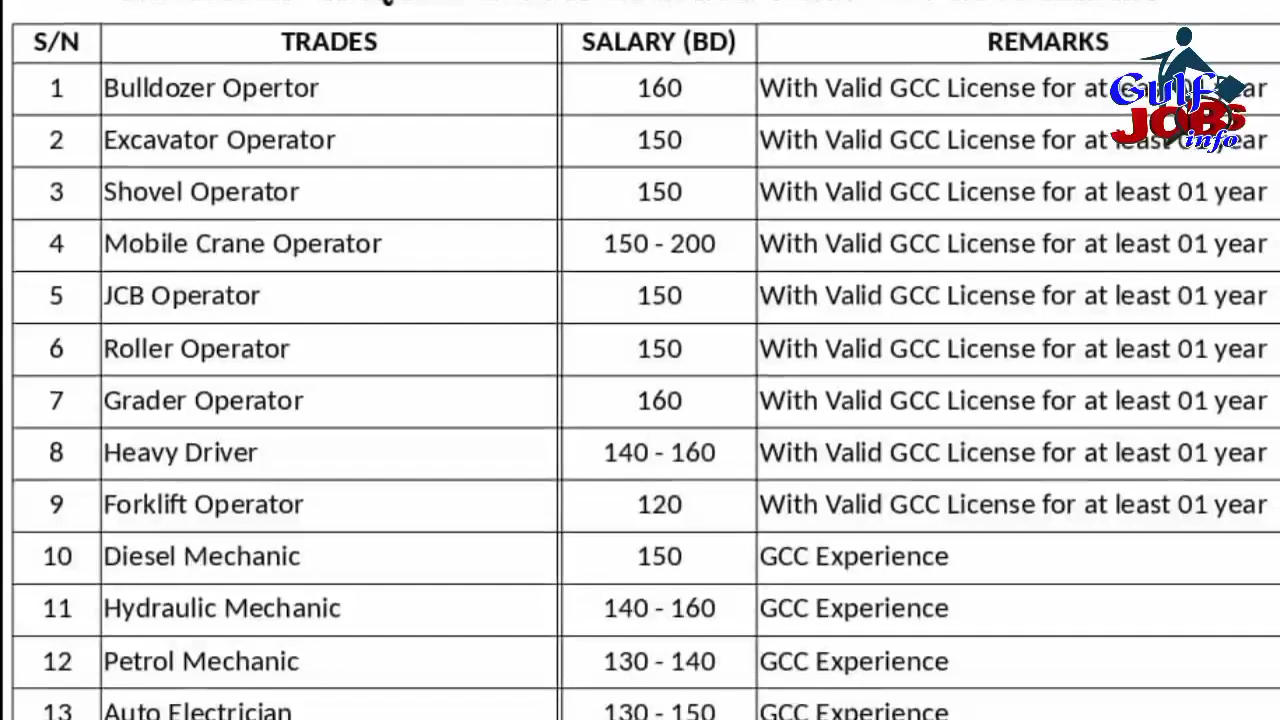 S/N TRADES SALARY (BD) REMARKS
1 Bulldozer Opertor 160 With Valid GCC License for at least year
2 Excavator Operator 150 With Valid GCC License for at least year
3 Shovel Operator 150 With Valid GCC License for at least 01 year
4 Mobile Crane Operator 150 - 200 With Valid GCC License for at least 01 year
5 JCB Operator 150 With Valid GCC License for at least 01 year
6 Roller Operator 150 With Valid GCC License for at least 01 year
7 Grader Operator 160 With Valid GCC License for at least 01 year
8 Heavy Driver 140 - 160 With Valid GCC License for at least 01 year
9 Forklift Operator 120 With Valid GCC License for at least 01 year
10 Diesel Mechanic 150 GCC Experience
11 Hydraulic Mechanic 140 - 160 GCC Experience
12 Petrol Mechanic 130 - 140 GCC Experience
13 Auto Electrician 130 - 150 GCC Experience
Gulf
JOBS
info